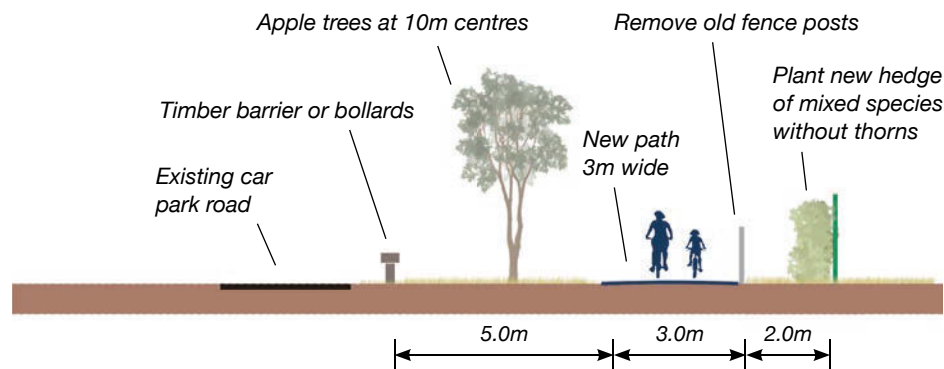 Apple trees at 10m centres
Remove old fence posts
Plant new hedge
of mixed species
without thorns
Timber barrier or bollards
New path
3m wide
Existing car
park road
5.0m
3.0m
2.0m